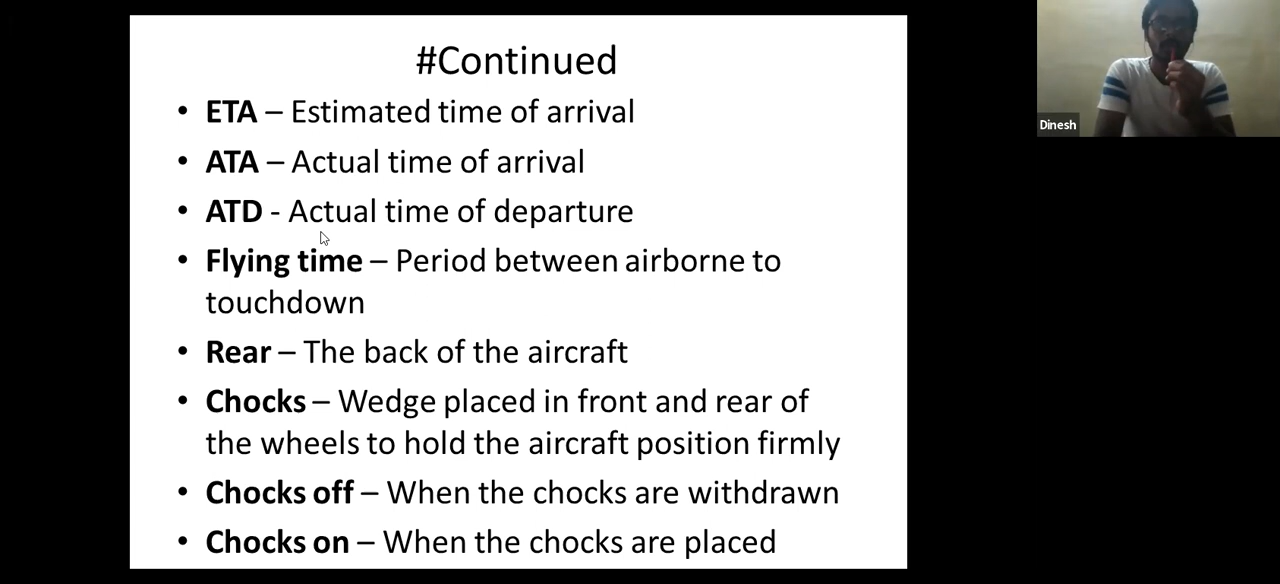 #Continued
• ETA – Estimated time of arrival
• ATA – Actual time of arrival
• ATD - Actual time of departure
• Flying time – Period between airborne to
touchdown
• Rear – The back of the aircraft
• Chocks – Wedge placed in front and rear of
the wheels to hold the aircraft position firmly
• Chocks off – When the chocks are withdrawn
• Chocks on – When the chocks are placed
Dinesh